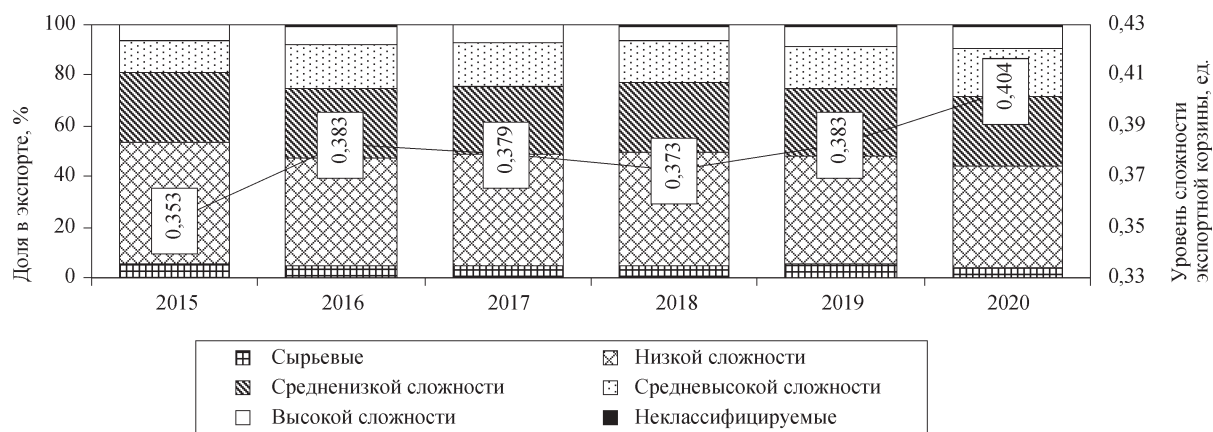 Доля в экспорте, %
100
80
60
40
20
0
0,353
0,383
0,379
0,373
0,383
0,404
0,43
0,41
0,39
0,37
0,35
0,33
Уровень сложности
экспортной корзины, ед.
2015 2016 2017 2018 2019 2020
Сырьевые Низкой сложности
Средненизкой сложности Средневысокой сложности
Высокой сложности Неклассифицируемые